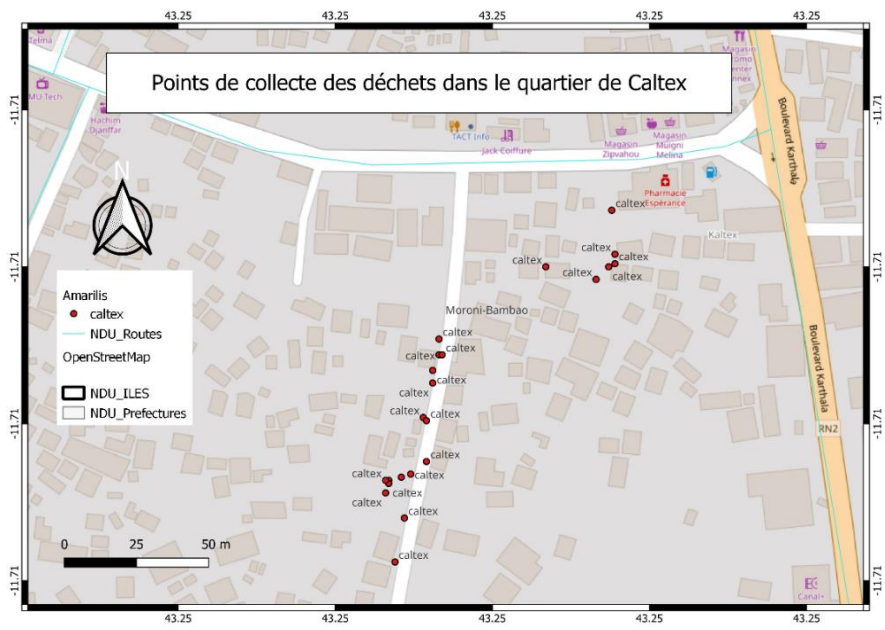 43.25 43.25 43.25 43.25 43.25
Telma
MU Tech
Hachim
Djanffar
Points de collecte des déchets dans le quartier de Caltex
Magasin
TACT Info
Jack Coiffure
Magasin
Zipvahou
Magasin
Muigni
Melina
Pharmacie
Espérance
Boulevard Karthala
Kaltex
N
caltex
caltex
caltex
caltex
caltex
caltex
Moroni-Bambao
caltex
caltex
caltex
caltex
caltex
caltex
caltex
caltex
caltex
caltex
caltex
caltex
caltex
Boulevard Karthala
RN2
Canal+
Amarilis
caltex
NDU_Routes
OpenStreetMap
NDU_ILES
NDU_Prefectures
0 25 50 m
-11.71
-11.71
-11.71
-11.71
-11.71
-11.71
-11.71
-11.71
43.25 43.25 43.25 43.25 43.25